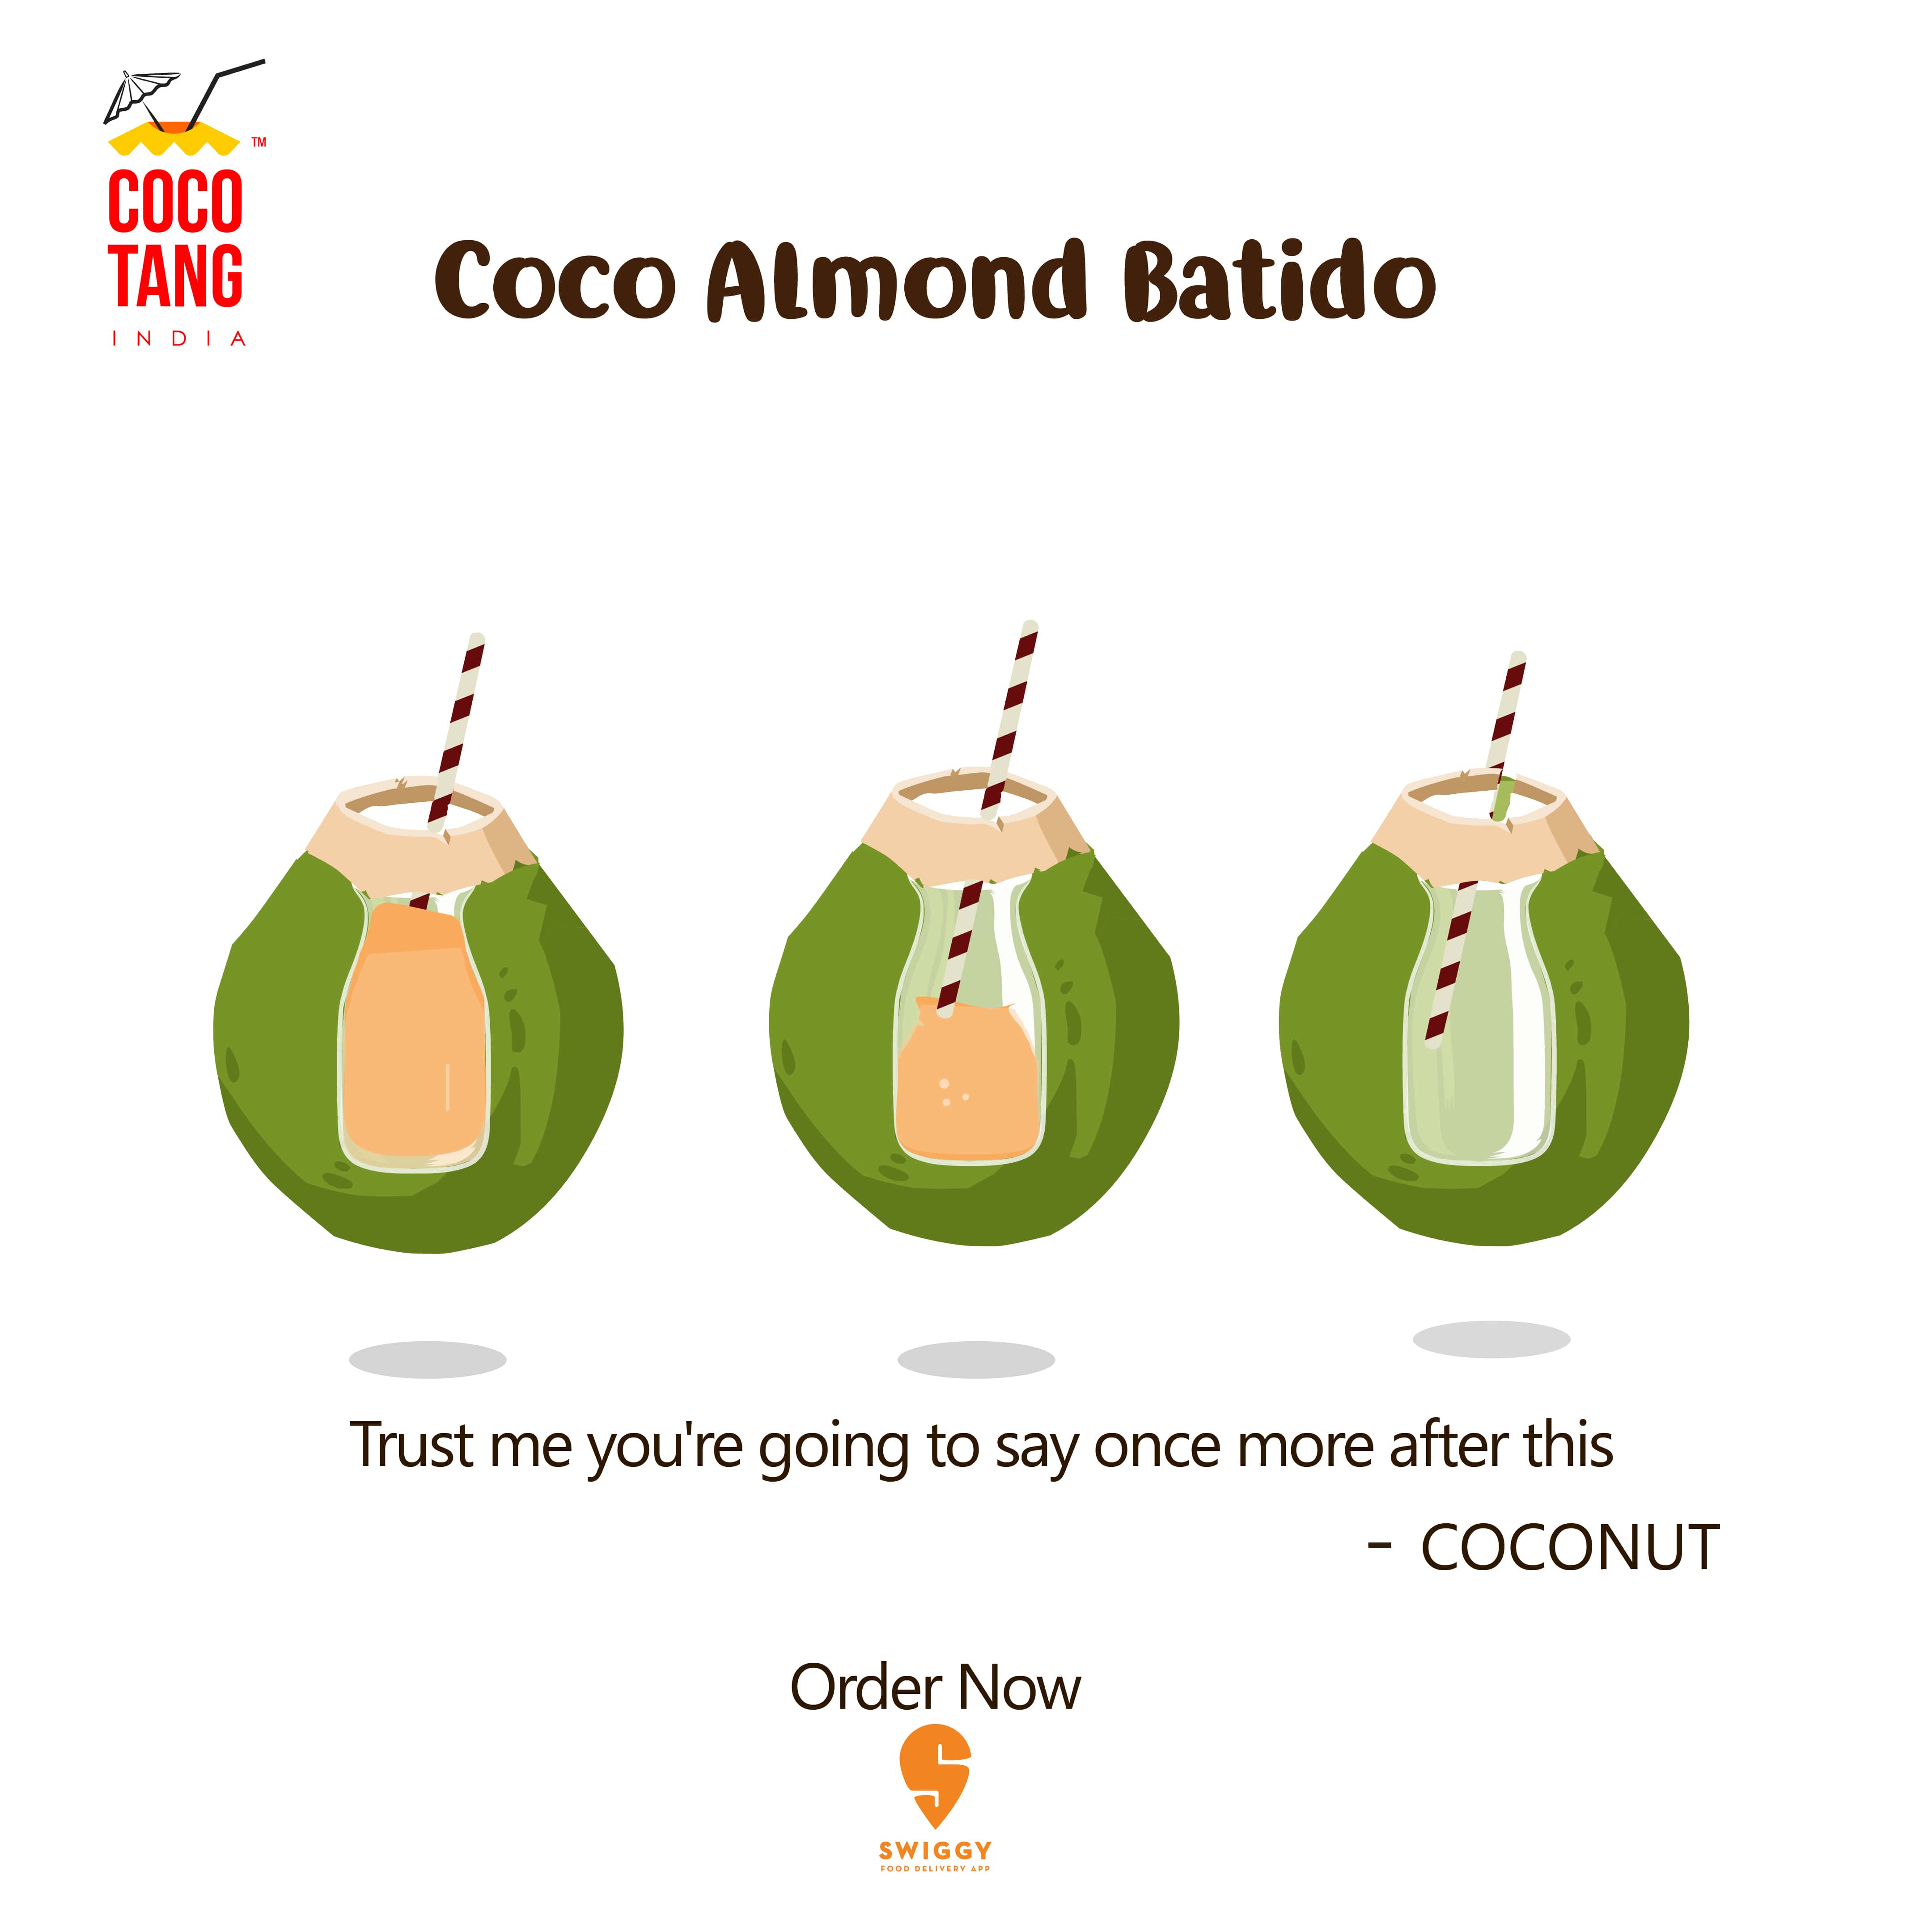 TM
COCO
TANG
INDIA
Coco Almond Batido
Trust me you're going to say once more after this
- COCONUT
Order Now
SWIGGY
FOOD DELIVERY APP